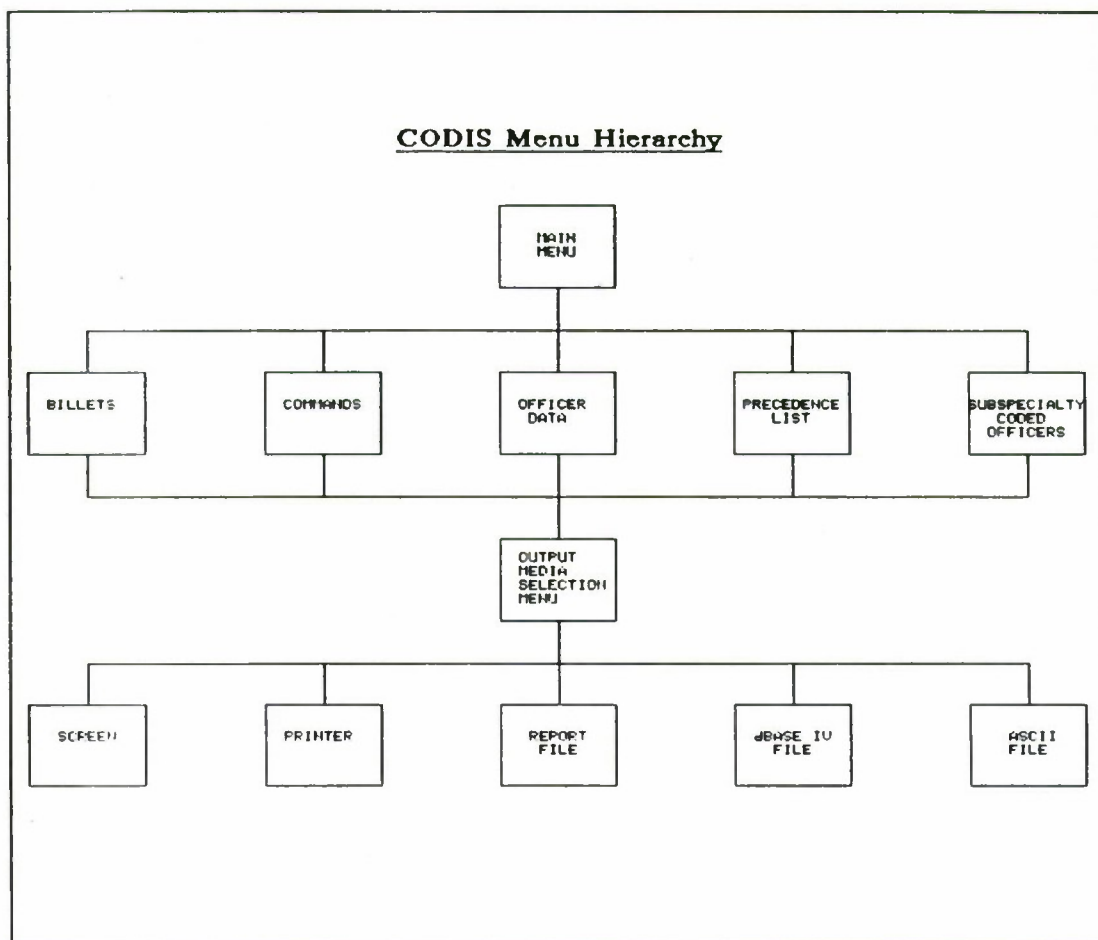 CODIS Menu Hierarchy
MAIN
MENU
BILLETS
COMMANDS
OFFICER
DATA
PRECEDENCE
LIST
SUBSPECIALTY
CODED
OFFICERS
OUTPUT
MEDIA
SELECTION
MENU
SCREEN
PRINTER
REPORT
FILE
dBASE IV
FILE
ASCII
FILE